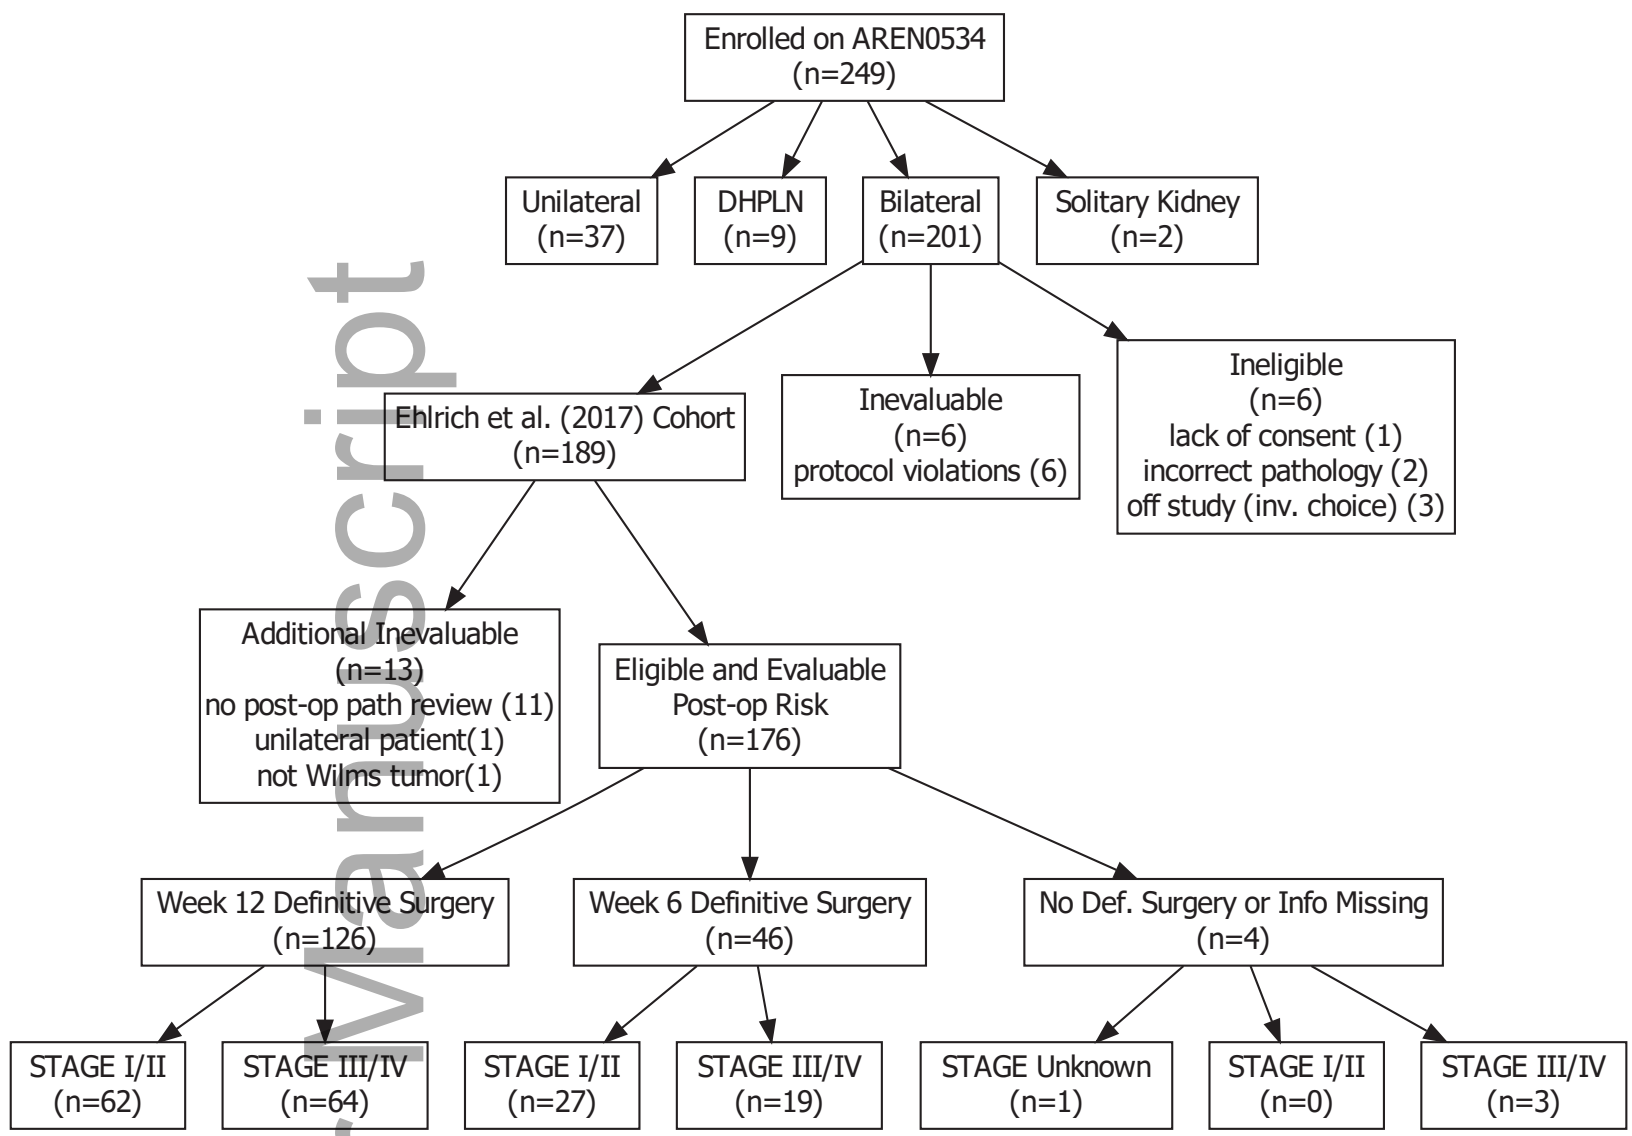 Enrolled on AREN0534
(n=249)
Unilateral
(n=37)
DHPLN
(n=9)
Bilateral
(n=201)
Solitary Kidney
(n=2)
Ehlrich et al. (2017) Cohort
(n=189)
Inevaluable
(n=6)
protocol violations (6)
Ineligible
(n=6)
lack of consent (1)
incorrect pathology (2)
off study (inv. choice) (3)
Additional Inevaluable
(n=13)
no post-op path review (11)
unilateral patient(1)
not Wilms tumor(1)
Eligible and Evaluable
Post-op Risk
(n=176)
Week 12 Definitive Surgery
(n=126)
Week 6 Definitive Surgery
(n=46)
No Def. Surgery or Info Missing
(n=4)
STAGE I/II
(n=62)
STAGE III/IV
(n=64)
STAGE I/II
(n=27)
STAGE III/IV
(n=19)
STAGE Unknown
(n=1)
STAGE I/II
(n=0)
STAGE III/IV
(n=3)
Manuscript